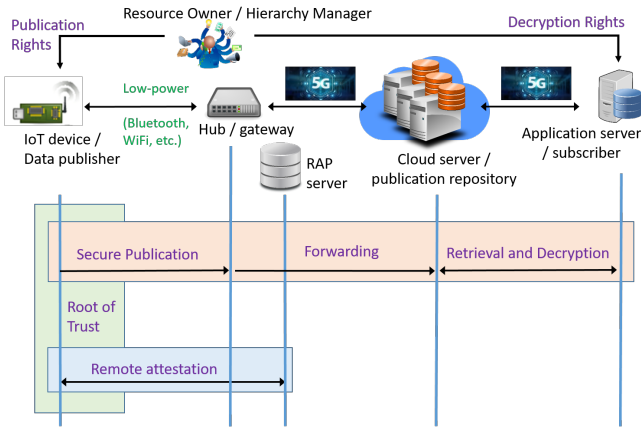 Publication
Rights
Resource Owner / Hierarchy Manager
Decryption Rights
Low-power
(Bluetooth,
WiFi, etc.)
5G
5G
IoT device /
Data publisher
Hub / gateway
RAP
server
Cloud server /
publication repository
Application server
/ subscriber
Secure Publication
Forwarding
Retrieval and Decryption
Root of
Trust
Remote attestation